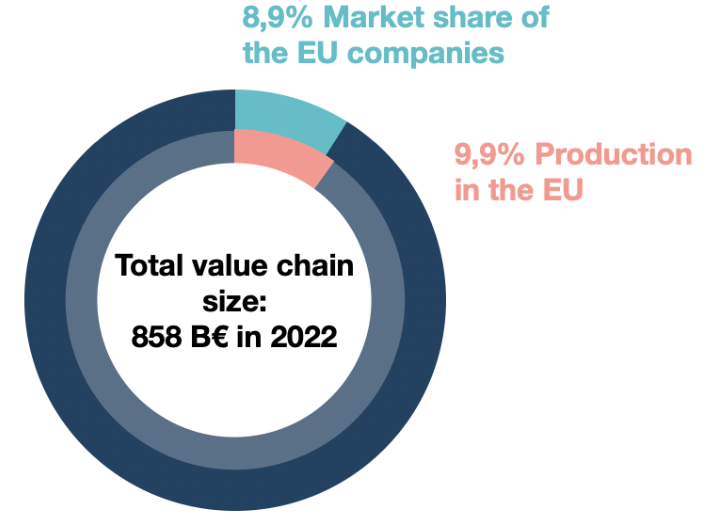 8,9% Market share of
the EU companies
9,9% Production
in the EU
Total value chain
size:
858 B€ in 2022